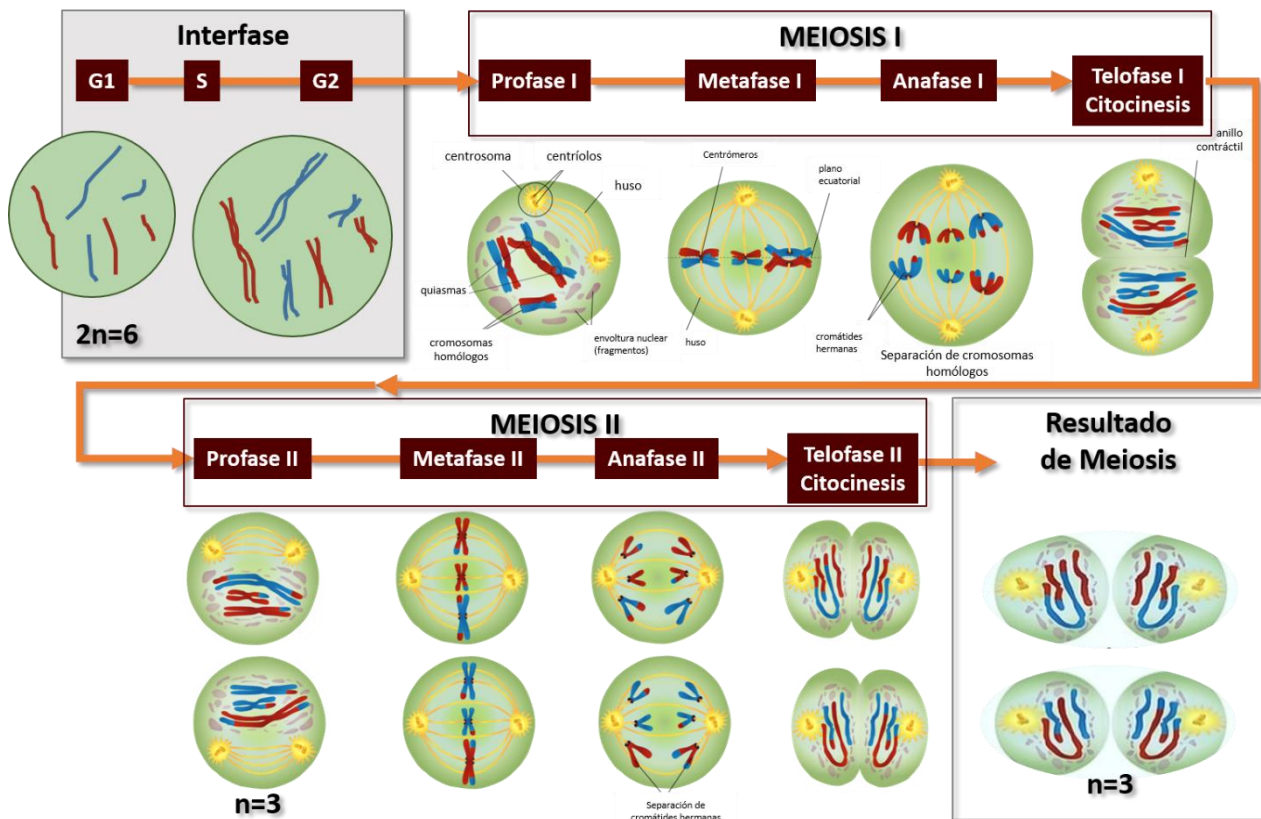 Interfase
G1
S
G2
2n=6
MEIOSIS I
Profase I
Metafase I
Anafase I
Telofase I
Citocinesis
centrosoma
centríolos
huso
quiasmas
cromosomas
homólogos
envoltura nuclear
(fragmentos)
Centrómeros
plano
ecuatorial
huso
cromátides
hermanas
Separación de cromosomas
homólogos
anillo
contráctil
MEIOSIS II
Profase II
Metafase II
Anafase II
Telofase II
Citocinesis
n=3
Separación de
cromátides hermanas
Resultado
de Meiosis
n=3